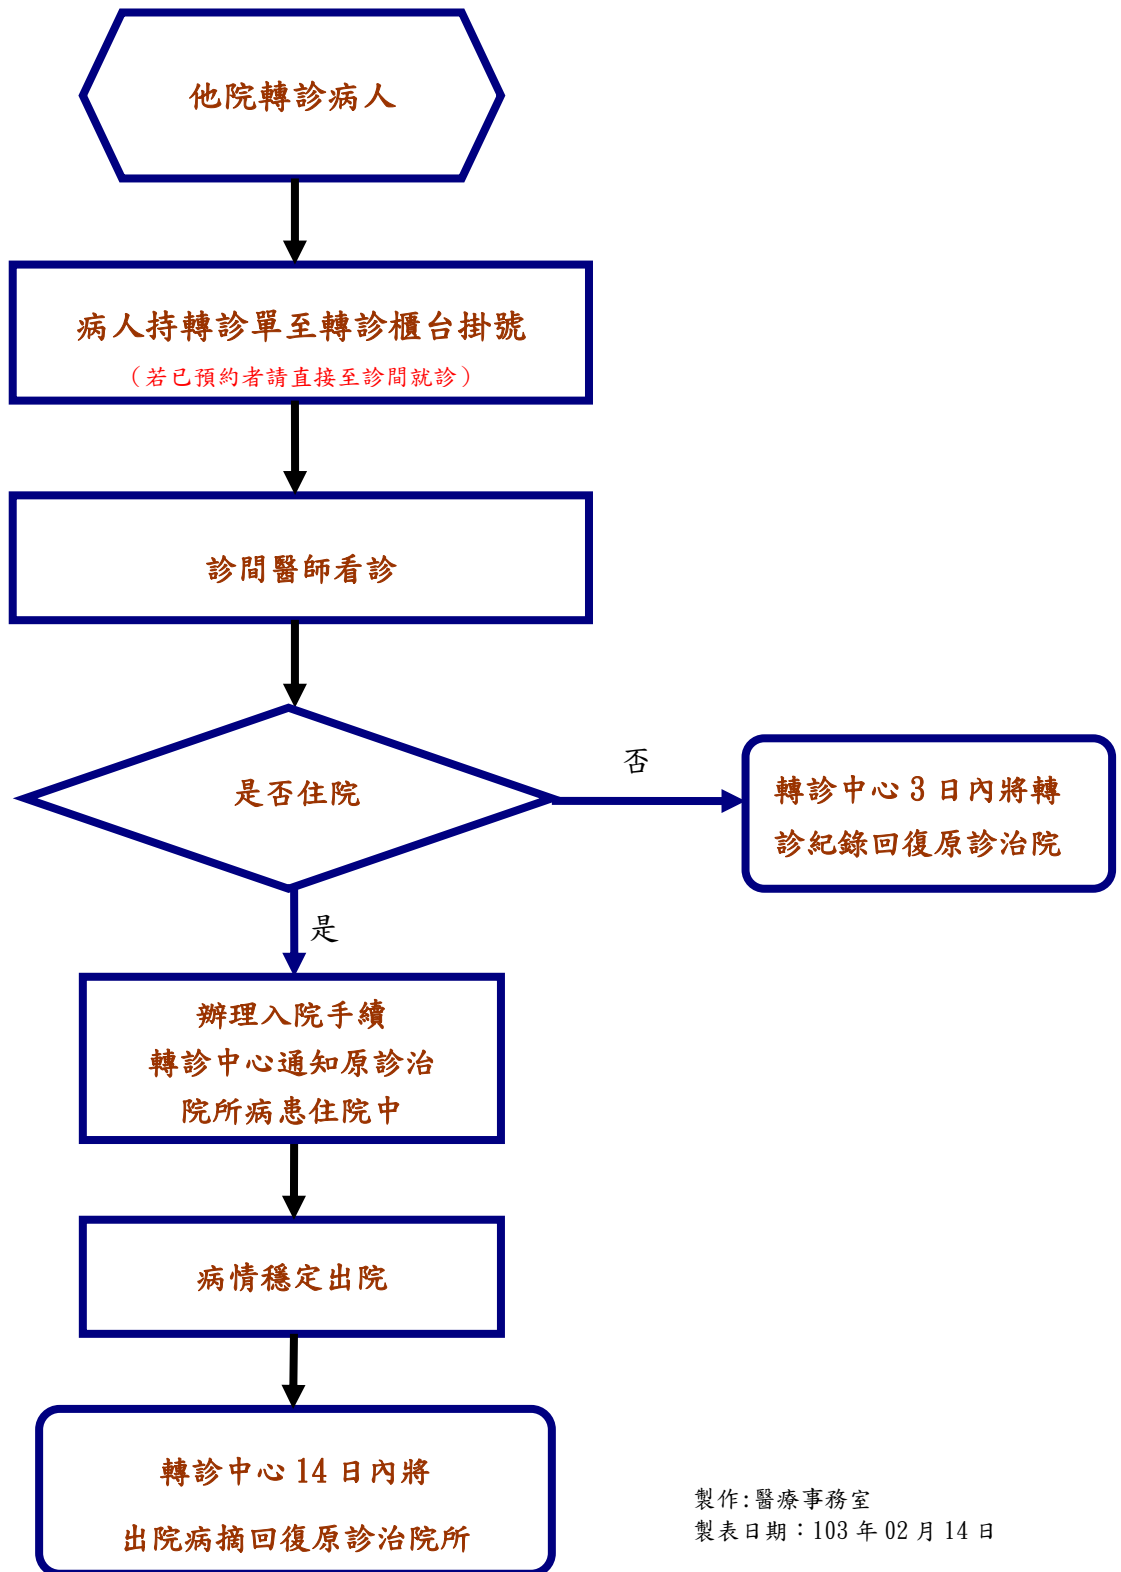 他院轉診病人
病人持轉診單至轉診櫃台掛號
（若已預約者請直接至診間就診）
診間醫師看診
是否住院
否
轉診中心 3 日內將轉
診紀錄回復原診治院
是
辦理入院手續
轉診中心通知原診治
院所病患住院中
病情穩定出院
轉診中心 14 日內將
出院病摘回復原診治院所
製作:醫療事務室
製表日期：103 年 02 月 14 日